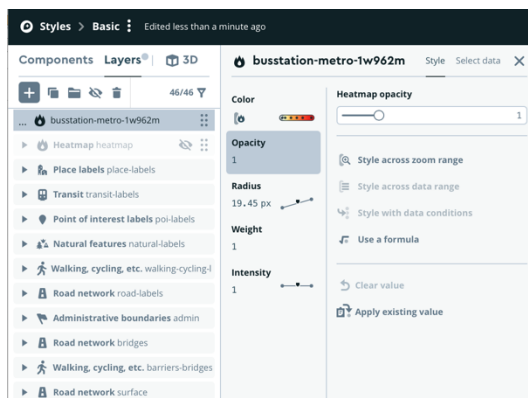 Styles > Basic Edited less than a minute ago
Components Layers 3D
46/46
... busstation-metro-1w962m
Heatmap heatmap
Place labels place-labels
Transit transit-labels
Point of interest labels poi-labels
Natural features natural-labels
Walking, cycling, etc. walking-cycling-l
Road network road-labels
Administrative boundaries admin
Road network bridges
Walking, cycling, etc. barriers-bridges
Road network surface
busstation-metro-1w962m Style Select data
Color
Opacity
1
Radius
19.45 px
Weight
1
Intensity
1
Heatmap opacity
1
Style across zoom range
Style across data range
Style with data conditions
Use a formula
Clear value
Apply existing value